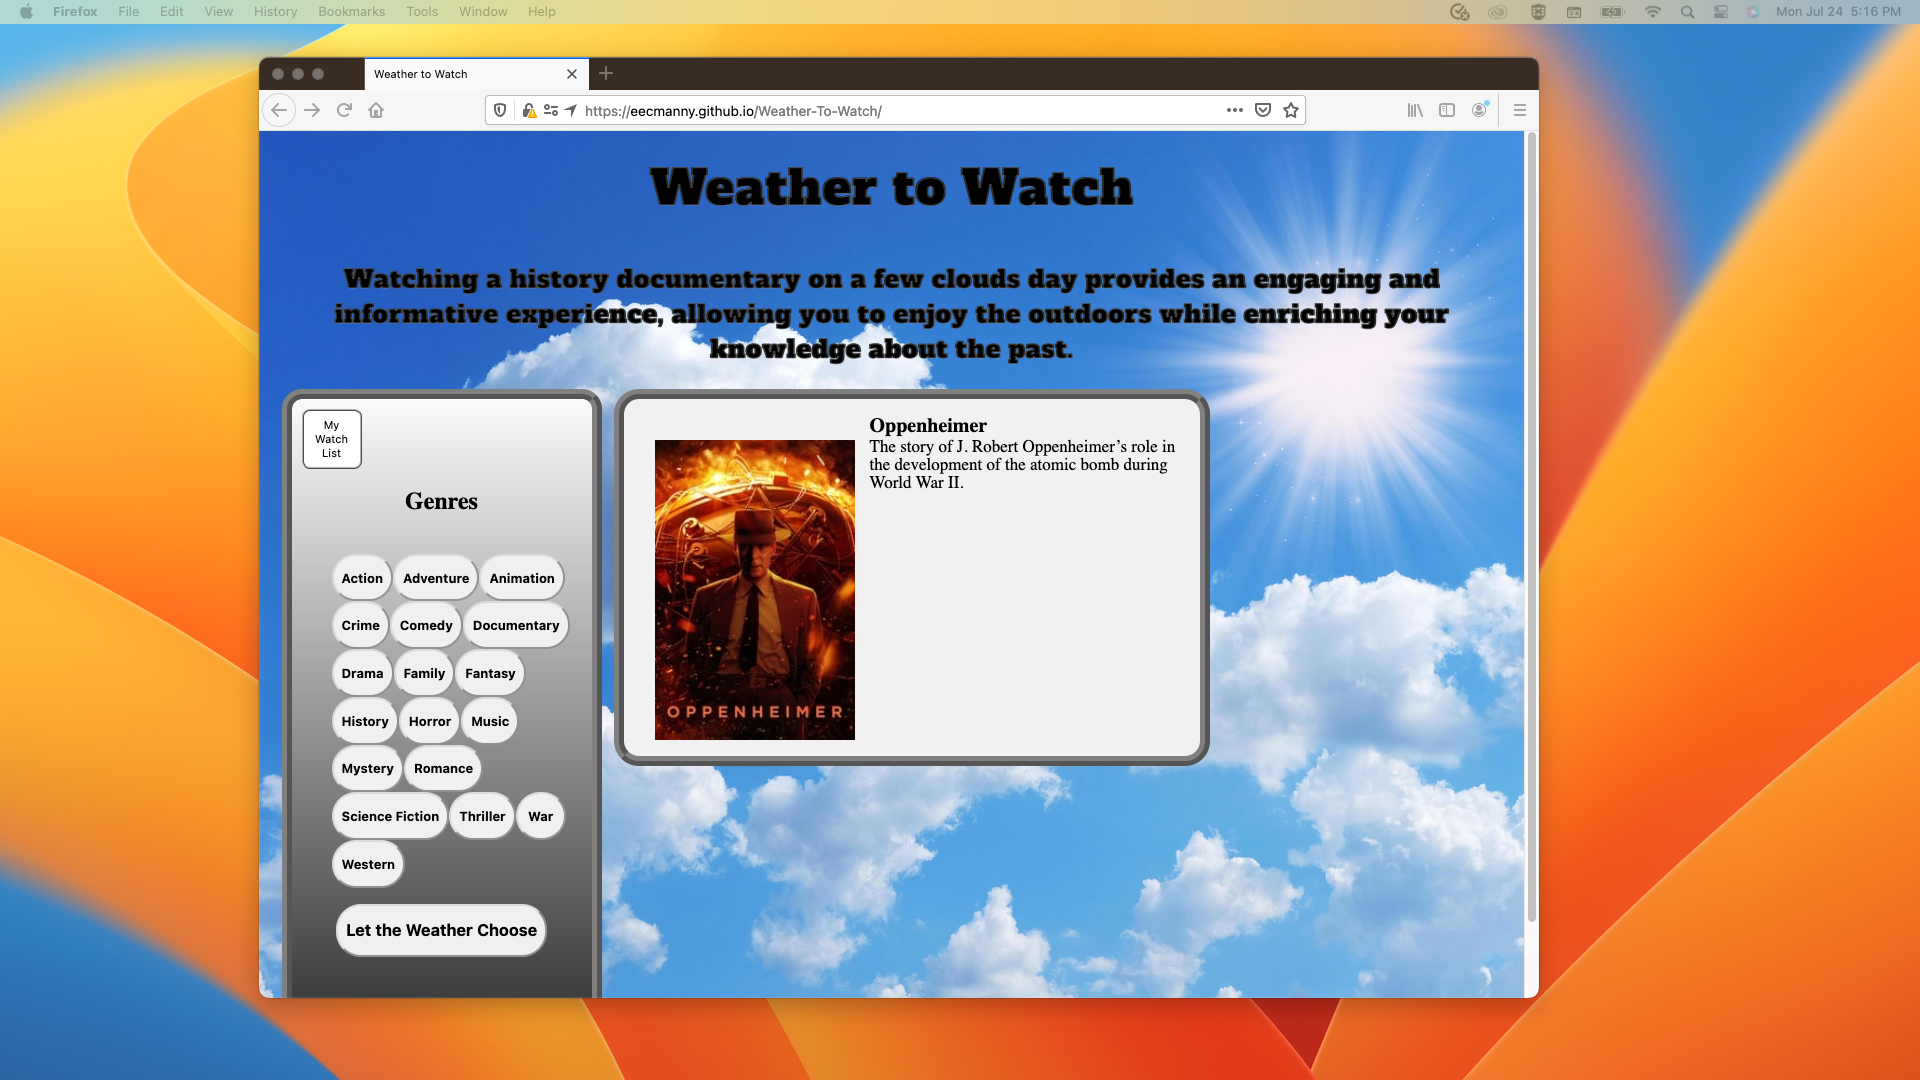 Firefox File Edit View History Bookmarks Tools Window Help Mon Jul 24 5:16 PM
Weather to Watch
https://eecmanny.github.io/Weather-To-Watch/
Weather to Watch
Watching a history documentary on a few clouds day provides an engaging and
informative experience, allowing you to enjoy the outdoors while enriching your
knowledge about the past.
My
Watch
List
Genres
Action Adventure Animation
Crime Comedy Documentary
Drama Family Fantasy
History Horror Music
Mystery Romance
Science Fiction Thriller War
Western
Let the Weather Choose
Oppenheimer
The story of J. Robert Oppenheimer’s role in
the development of the atomic bomb during
World War II.
OPPENHEIMER